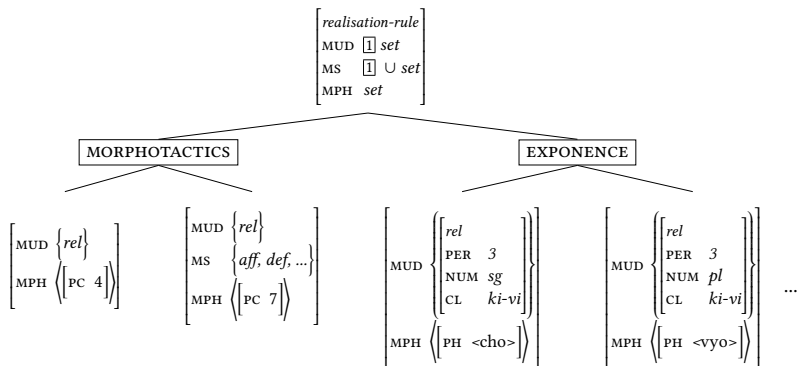 realisation-rule
MUD 1 set
MS 1 ∪ set
MPH set
MORPHOTACTICS
EXPONENCE
MUD {rel}
MPH ⟨[PC 4]⟩
MUD {rel}
MS {aff, def, ...}
MPH ⟨[PC 7]⟩
rel
PER 3
MUD
NUM sg
CL ki-vi
MPH ⟨[PH <cho>]⟩
rel
PER 3
MUD
NUM pl
CL ki-vi
MPH ⟨[PH <vyo>]⟩
...